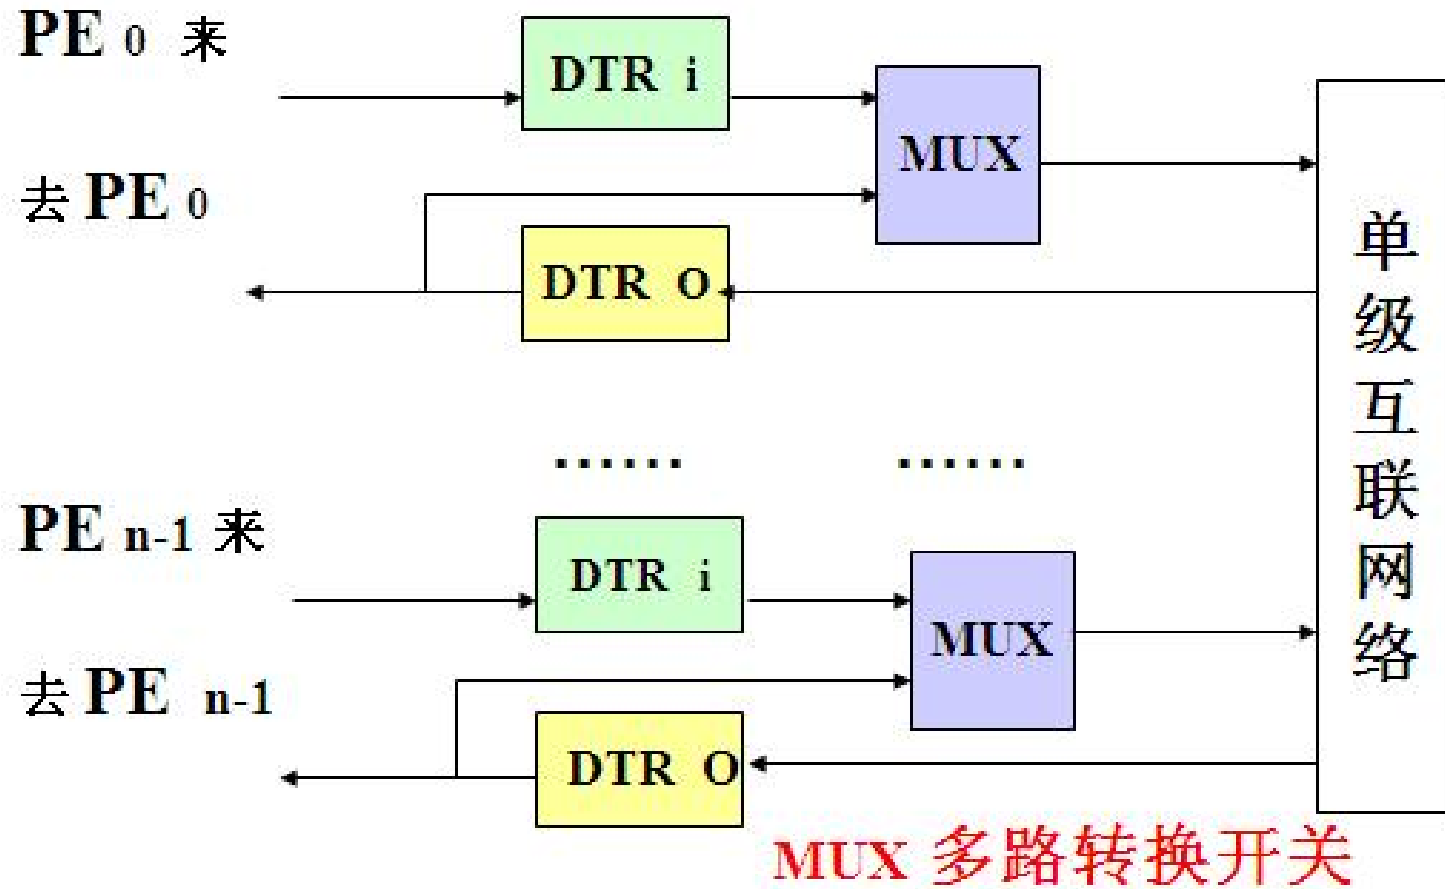 PE 0 来
DTR i
MUX
去 PE 0
DTR O
单级互联网络
...... ......
PE n-1 来
DTR i
MUX
去 PE n-1
DTR O
MUX 多路转换开关